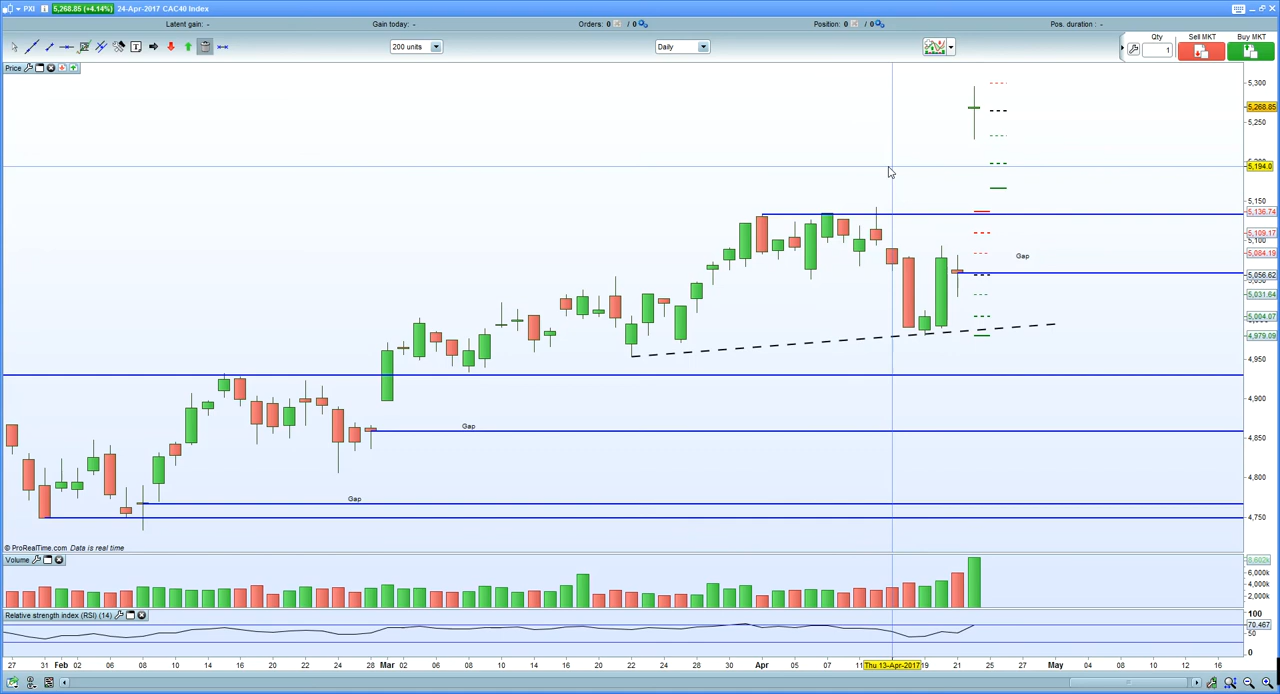 PXI 5,268.85 (+4.14%) 24-Apr-2017 CAC40 Index
Latent gain: - Gain today: - Orders: 0 / 0 Position: 0 / 0 Pos. duration : -
200 units Daily Qty Sell MKT Buy MKT
1
Price
5,300
5,268.85
5,250
5,194.0
5,150
5,136.74
5,109.17
5,100
Gap
5,084.19
5,056.62
5,031.64
5,004.07
4,979.09
4,950
4,900
4,850
Gap
4,800
Gap
4,750
© ProRealTime.com Data is real time
Volume
6,000k
4,000k
2,000k
Relative strength index (RSI) (14)
100
70.467
50
0
27 31 Feb 02 06 08 10 14 16 20 22 24 28 Mar 02 06 08 10 14 16 20 22 24 28 30 Apr 05 07 11 Thu 13-Apr-2017 19 21 25 27 May 04 08 10 12 16